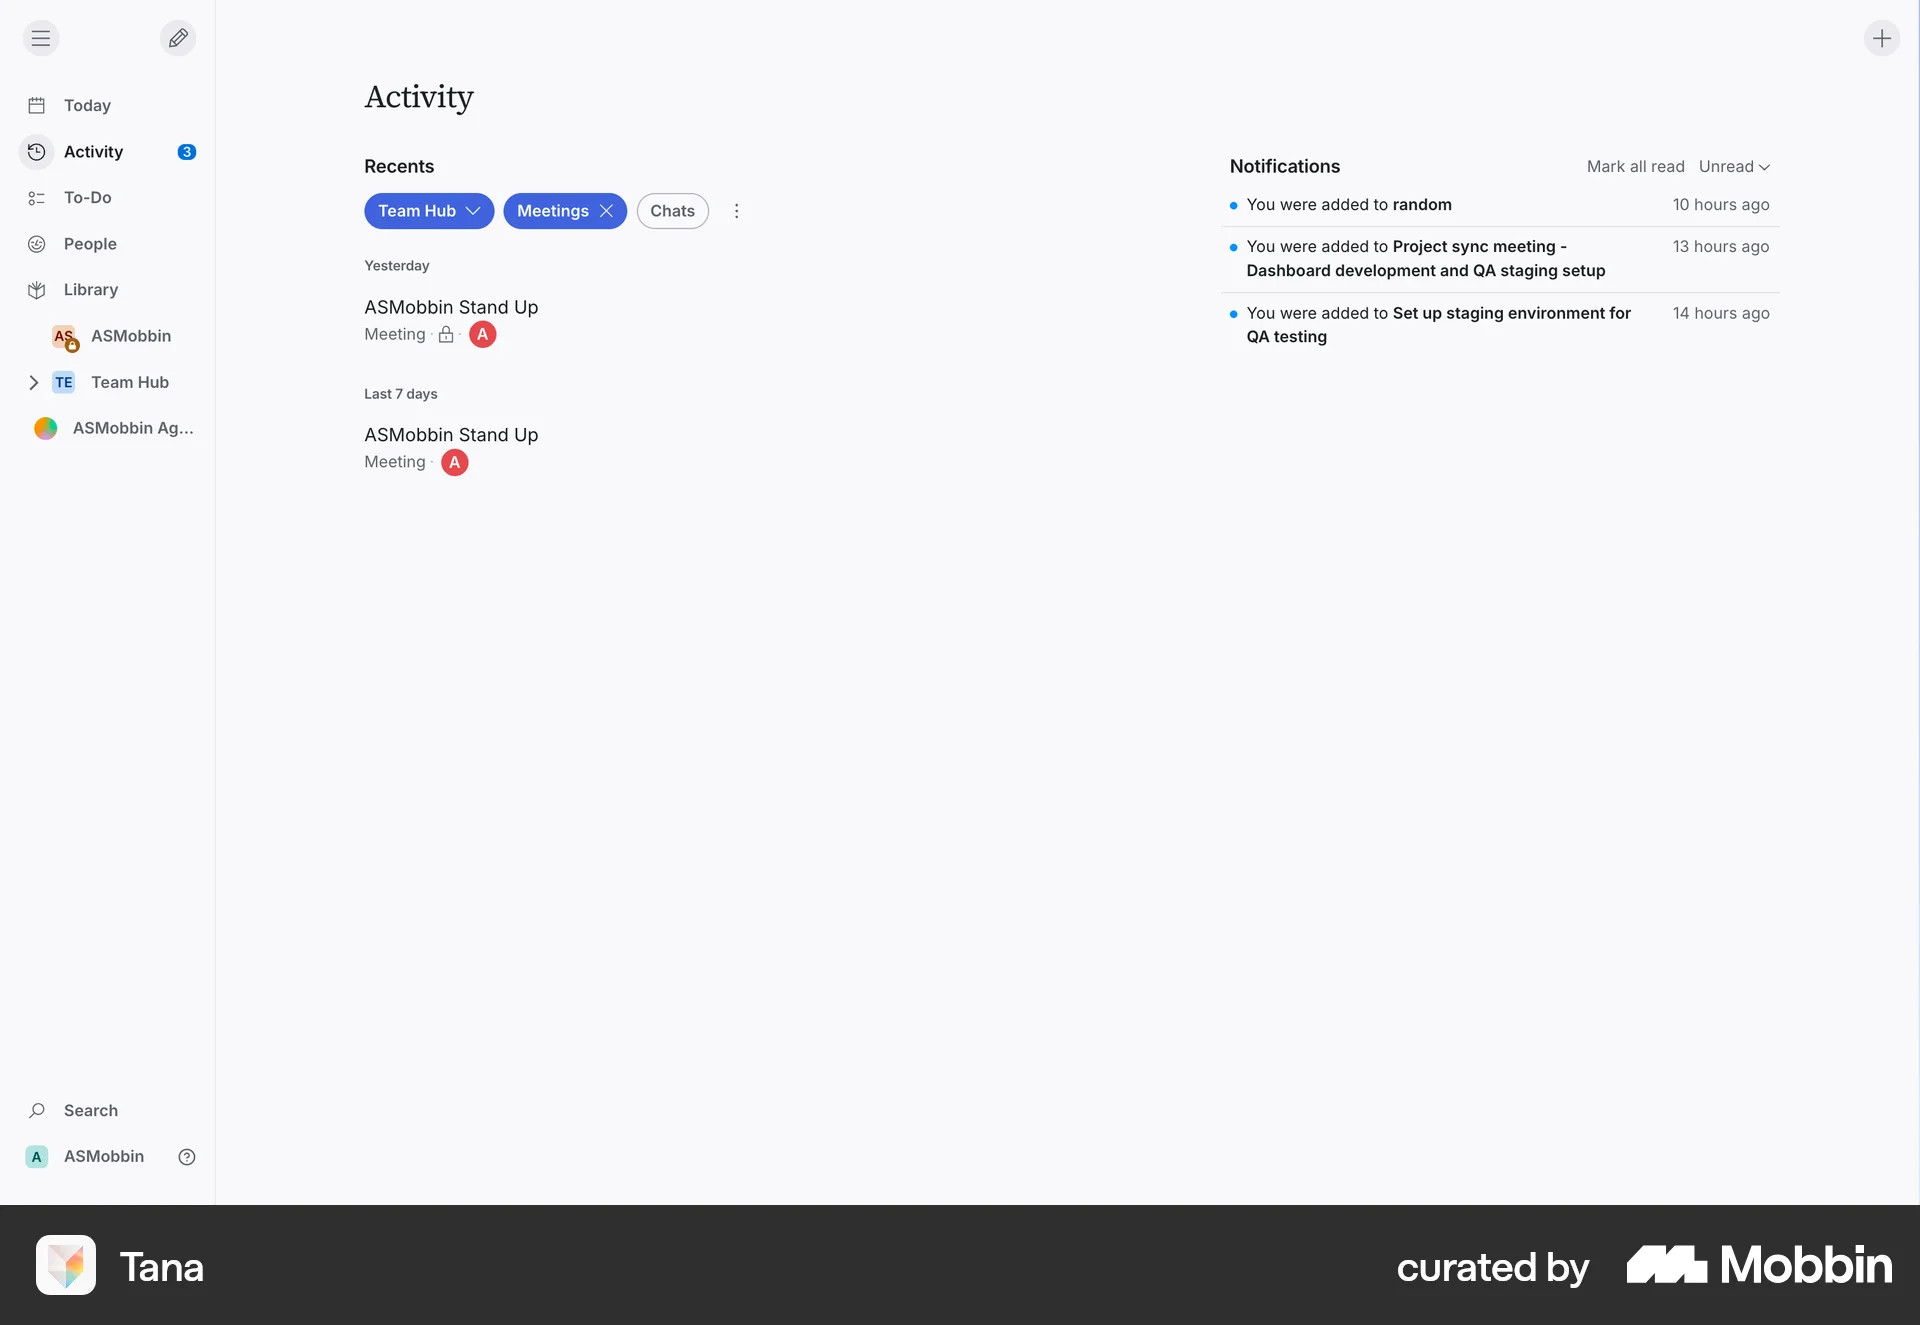 Today
Activity
3
To-Do
People
Library
AS
ASMobbin
TE
Team Hub
ASMobbin Ag...
Search
A
ASMobbin
Activity
Recents
Team Hub
Meetings
Chats
Yesterday
ASMobbin Stand Up
Meeting · · A
Last 7 days
ASMobbin Stand Up
Meeting · A
Notifications
Mark all read
Unread
You were added to random
10 hours ago
You were added to Project sync meeting -
Dashboard development and QA staging setup
13 hours ago
You were added to Set up staging environment for
QA testing
14 hours ago
Tana
curated by
Mobbin